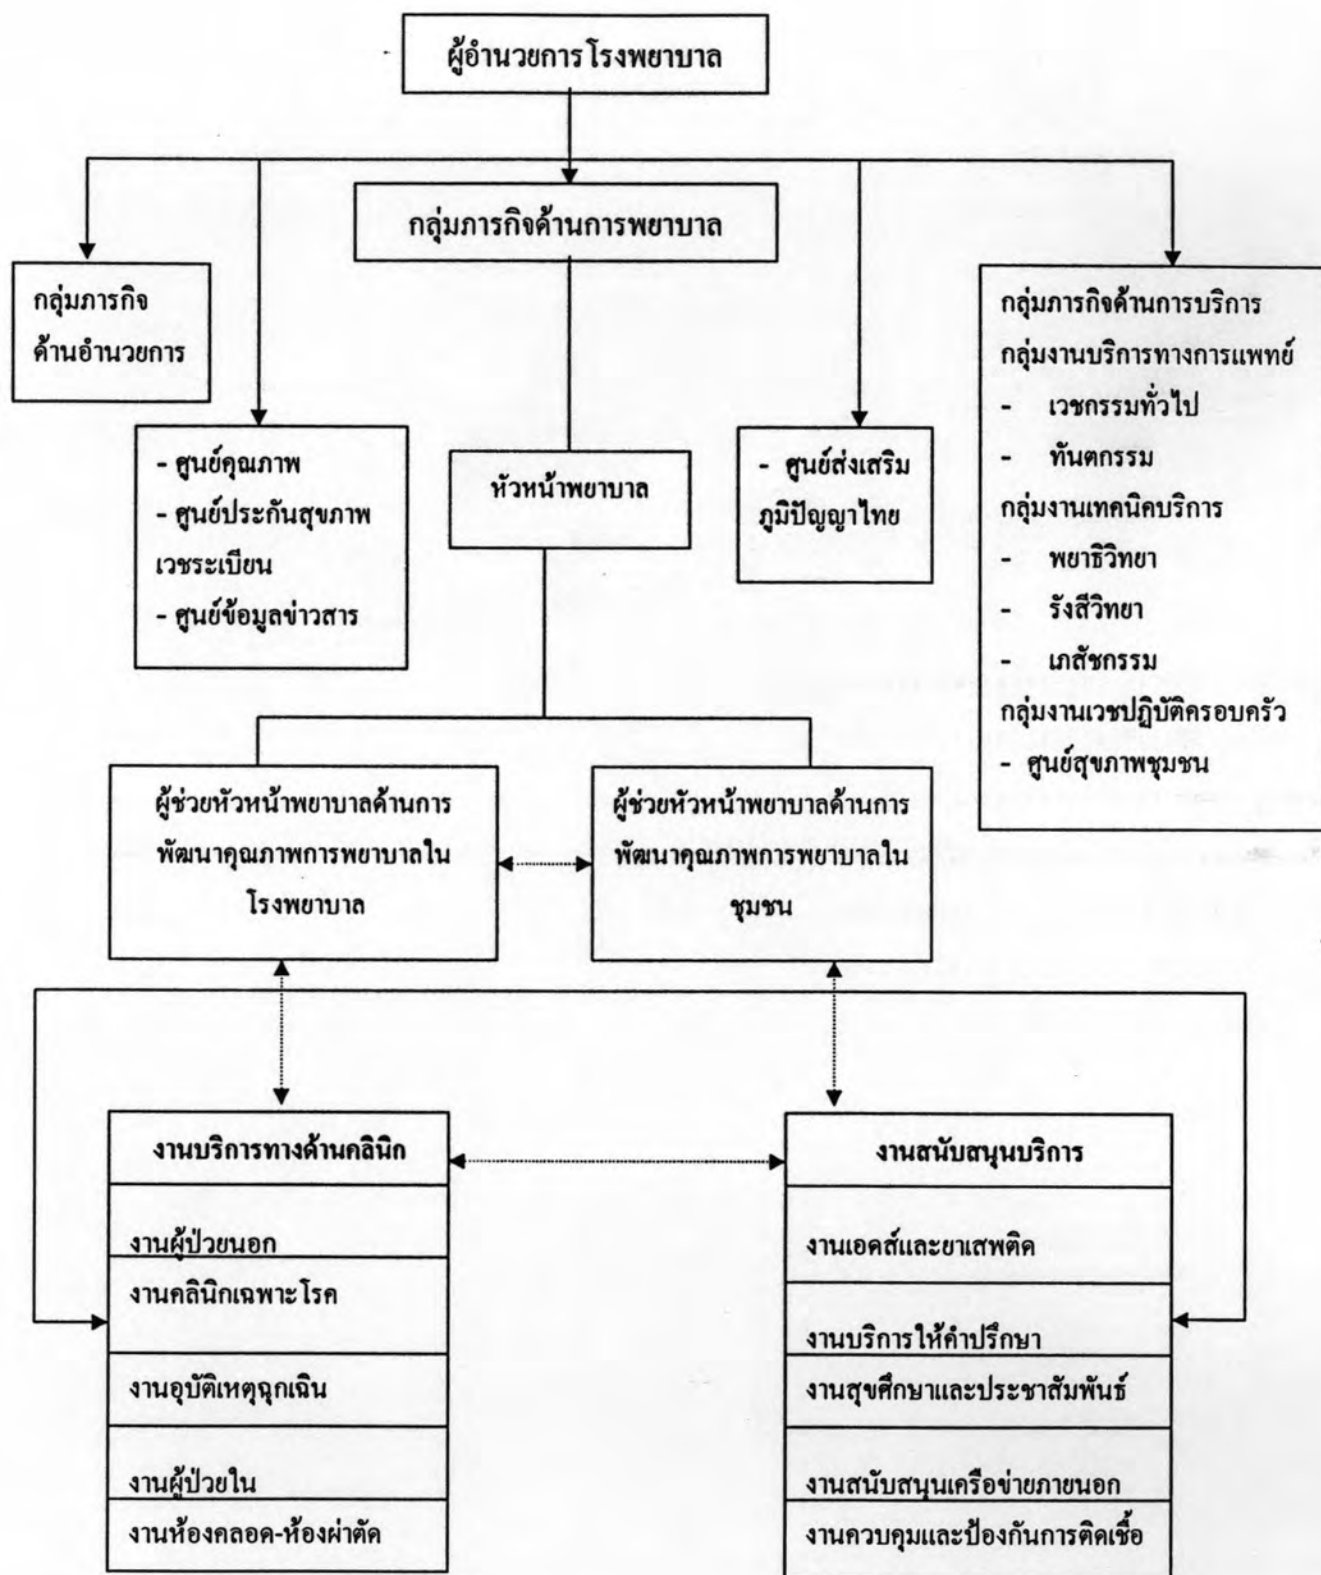 ผู้อำนวยการโรงพยาบาล
กลุ่มภารกิจด้านการพยาบาล
กลุ่มภารกิจ
ด้านอำนวยการ
- ศูนย์คุณภาพ
- ศูนย์ประกันสุขภาพ
เวชระเบียน
- ศูนย์ข้อมูลข่าวสาร
หัวหน้าพยาบาล
- ศูนย์ส่งเสริม
ภูมิปัญญาไทย
กลุ่มภารกิจด้านการบริการ
กลุ่มงานบริการทางการแพทย์
- เวชกรรมทั่วไป
- ทันตกรรม
กลุ่มงานเทคนิคบริการ
- พยาธิวิทยา
- รังสีวิทยา
- เภสัชกรรม
กลุ่มงานเวชปฏิบัติครอบครัว
- ศูนย์สุขภาพชุมชน
ผู้ช่วยหัวหน้าพยาบาลด้านการ
พัฒนาคุณภาพการพยาบาลใน
โรงพยาบาล
ผู้ช่วยหัวหน้าพยาบาลด้านการ
พัฒนาคุณภาพการพยาบาลใน
ชุมชน
งานบริการทางด้านคลินิก
งานผู้ป่วยนอก
งานคลินิกเฉพาะโรค
งานอุบัติเหตุฉุกเฉิน
งานผู้ป่วยใน
งานห้องคลอด-ห้องผ่าตัด
งานสนับสนุนบริการ
งานเอดส์และยาเสพติด
งานบริการให้คำปรึกษา
งานสุขศึกษาและประชาสัมพันธ์
งานสนับสนุนเครือข่ายภายนอก
งานควบคุมและป้องกันการติดเชื้อ